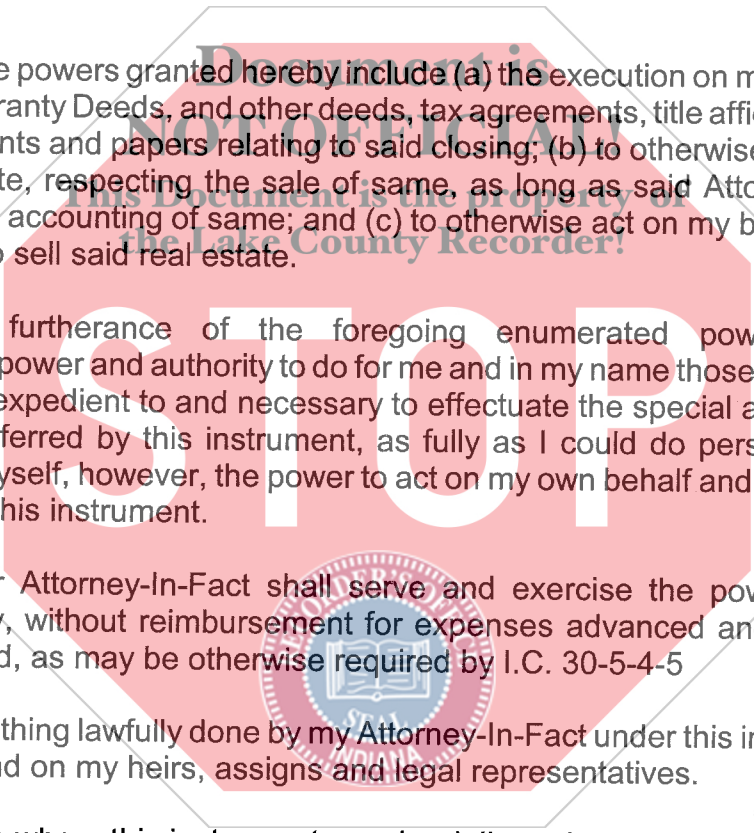 Document is
NOT OFFICIAL!
This Document is the property of
the Lake County Recorder!
STOP
e powers granted hereby include (a) the execution on m
ranty Deeds, and other deeds, tax agreements, title affi
nts and papers relating to said closing; (b) to otherwise
te, respecting the sale of same, as long as said Atto
accounting of same; and (c) to otherwise act on my b
o sell said real estate.
furtherance of the foregoing enumerated pow
power and authority to do for me and in my name those
expedient to and necessary to effectuate the special a
ferred by this instrument, as fully as I could do pers
yself, however, the power to act on my own behalf and
his instrument.
r Attorney-In-Fact shall serve and exercise the pow
y, without reimbursement for expenses advanced an
d, as may be otherwise required by I.C. 30-5-4-5
thing lawfully done by my Attorney-In-Fact under this in
nd on my heirs, assigns and legal representatives.
RECORDER'S OFFICE
SEAL
INDIANA